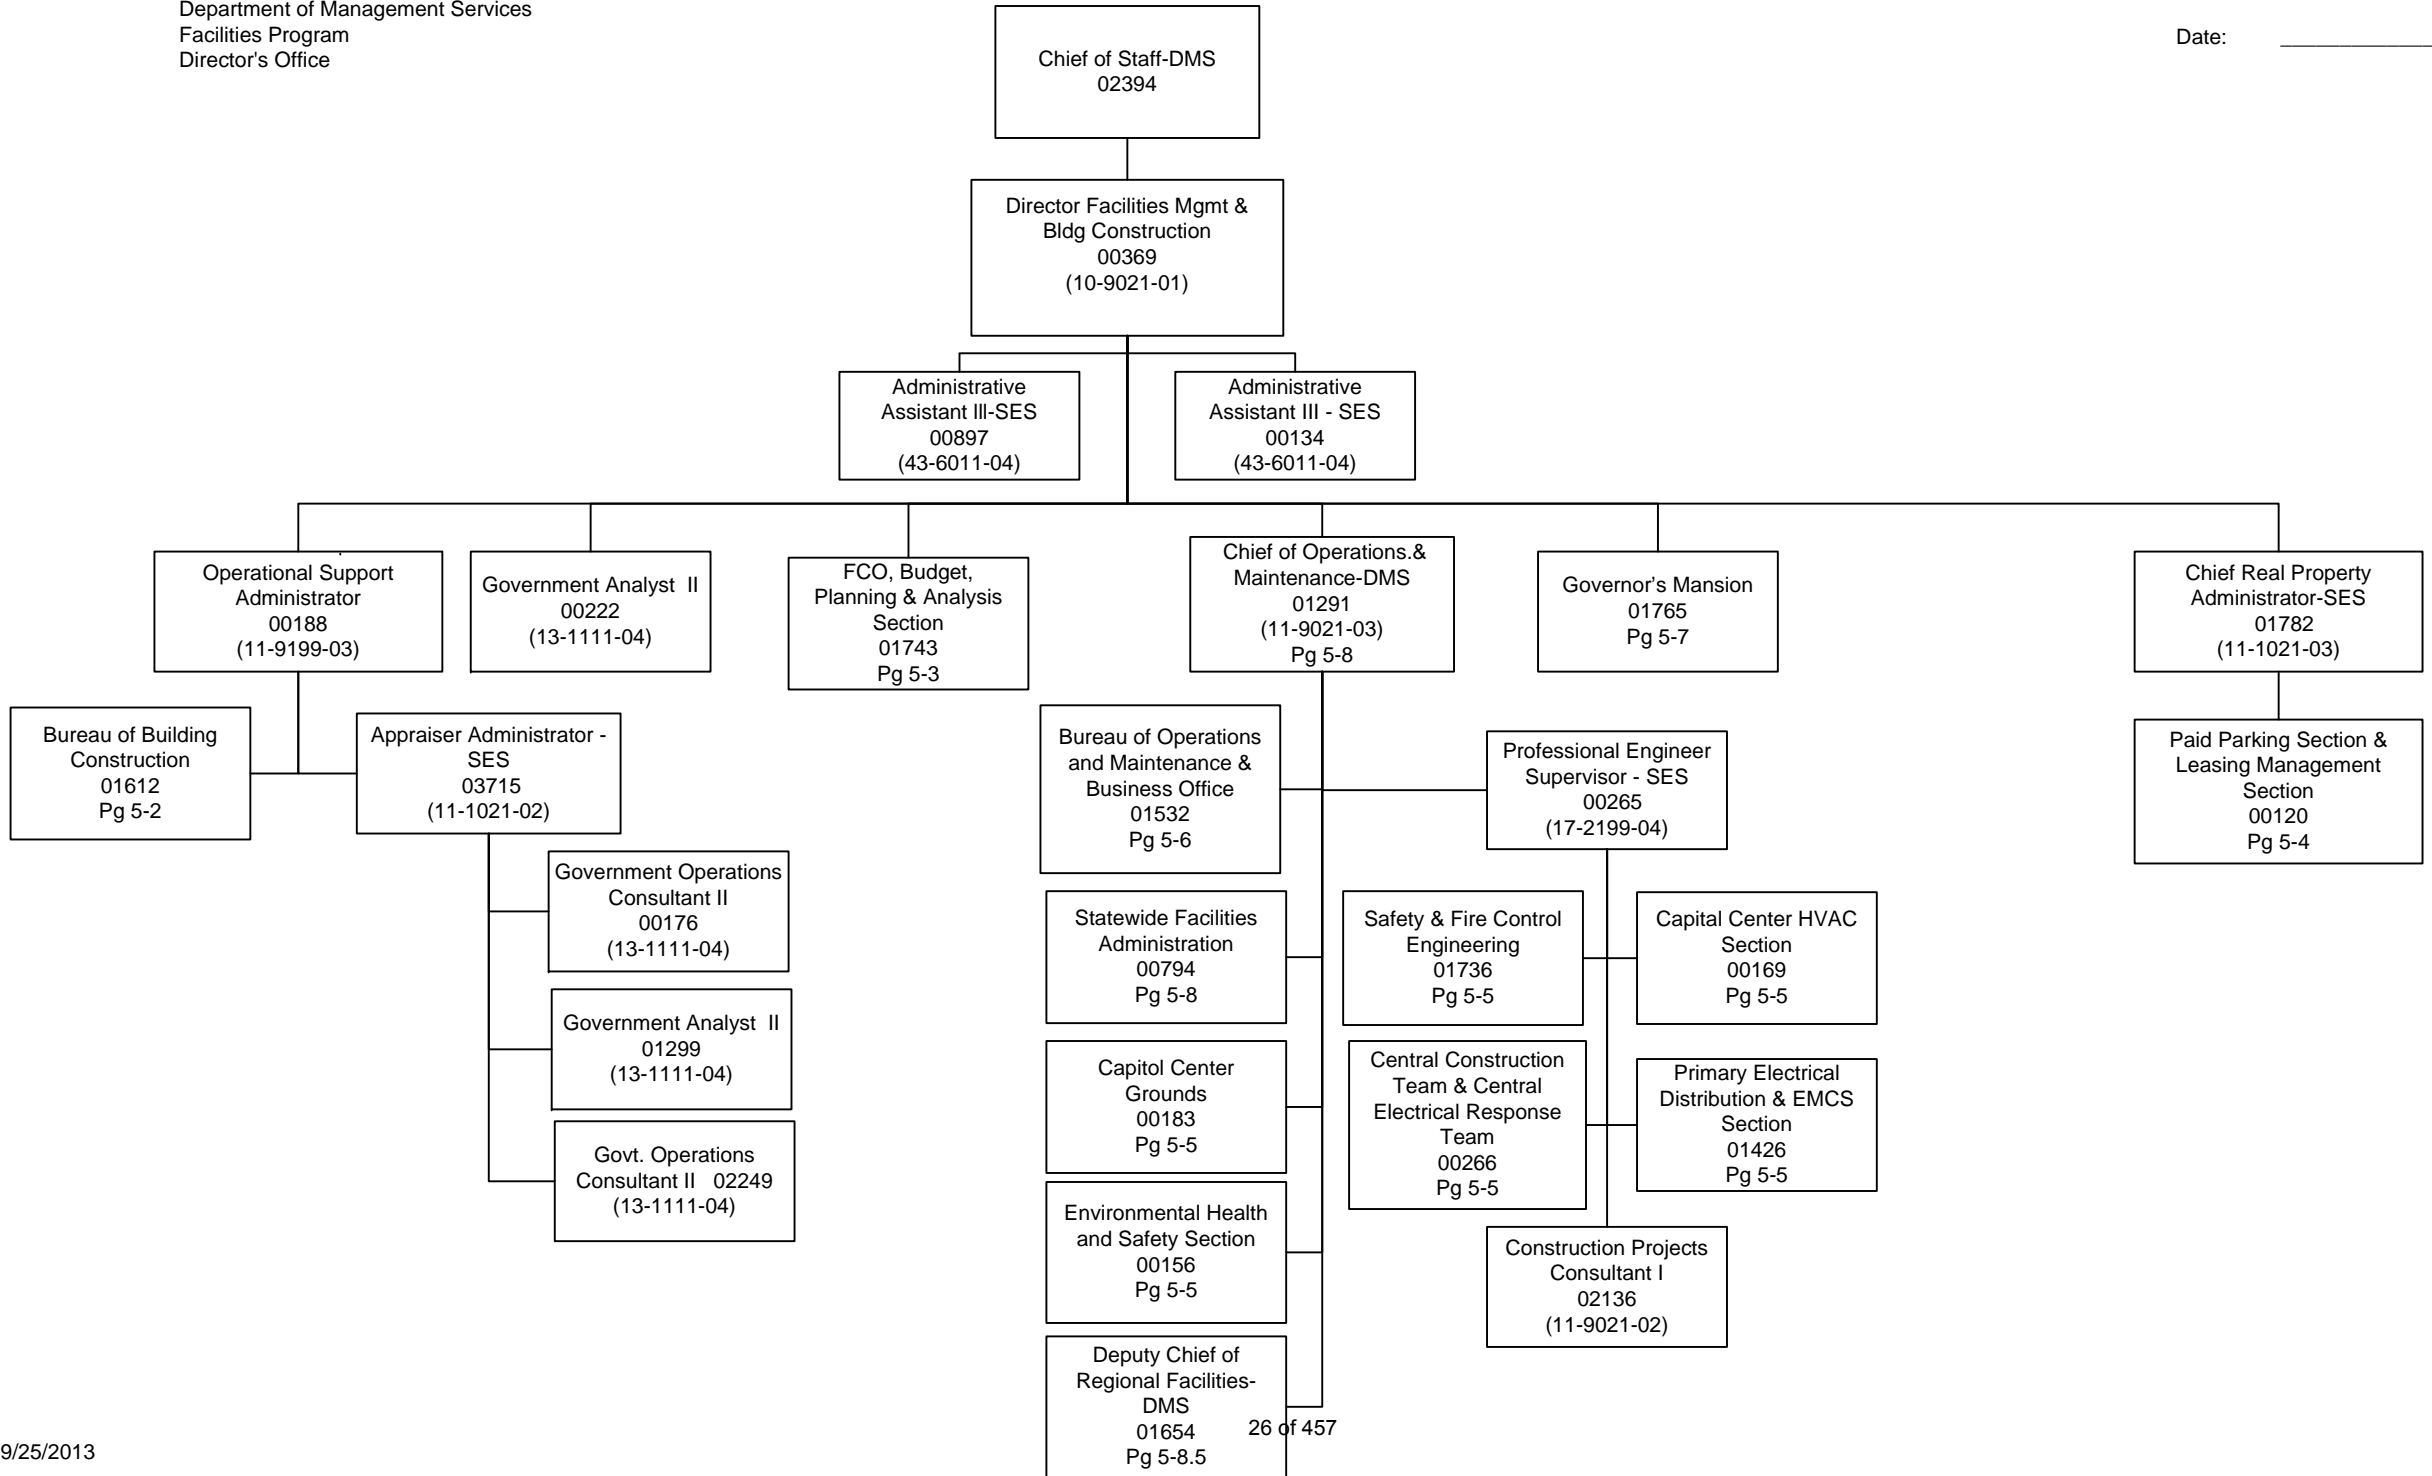 Department of Management Services
Facilities Program
Director's Office
Date: _____________
Chief of Staff-DMS
02394
Director Facilities Mgmt &
Bldg Construction
00369
(10-9021-01)
Administrative
Assistant III-SES
00897
(43-6011-04)
Administrative
Assistant III - SES
00134
(43-6011-04)
Operational Support
Administrator
00188
(11-9199-03)
Government Analyst  II
00222
(13-1111-04)
FCO, Budget,
Planning & Analysis
Section
01743
Pg 5-3
Chief of Operations.&
Maintenance-DMS
01291
(11-9021-03)
Pg 5-8
Governor’s Mansion
01765
Pg 5-7
Chief Real Property
Administrator-SES
01782
(11-1021-03)
Bureau of Building
Construction
01612
Pg 5-2
Appraiser Administrator -
SES
03715
(11-1021-02)
Government Operations
Consultant II
00176
(13-1111-04)
Government Analyst  II
01299
(13-1111-04)
Govt. Operations
Consultant II   02249
(13-1111-04)
Bureau of Operations
and Maintenance &
Business Office
01532
Pg 5-6
Statewide Facilities
Administration
00794
Pg 5-8
Capitol Center
Grounds
00183
Pg 5-5
Environmental Health
and Safety Section
00156
Pg 5-5
Deputy Chief of
Regional Facilities-
DMS
01654
Pg 5-8.5
Professional Engineer
Supervisor - SES
00265
(17-2199-04)
Safety & Fire Control
Engineering
01736
Pg 5-5
Capital Center HVAC
Section
00169
Pg 5-5
Central Construction
Team & Central
Electrical Response
Team
00266
Pg 5-5
Primary Electrical
Distribution & EMCS
Section
01426
Pg 5-5
Construction Projects
Consultant I
02136
(11-9021-02)
Paid Parking Section &
Leasing Management
Section
00120
Pg 5-4
26 of 457
9/25/2013